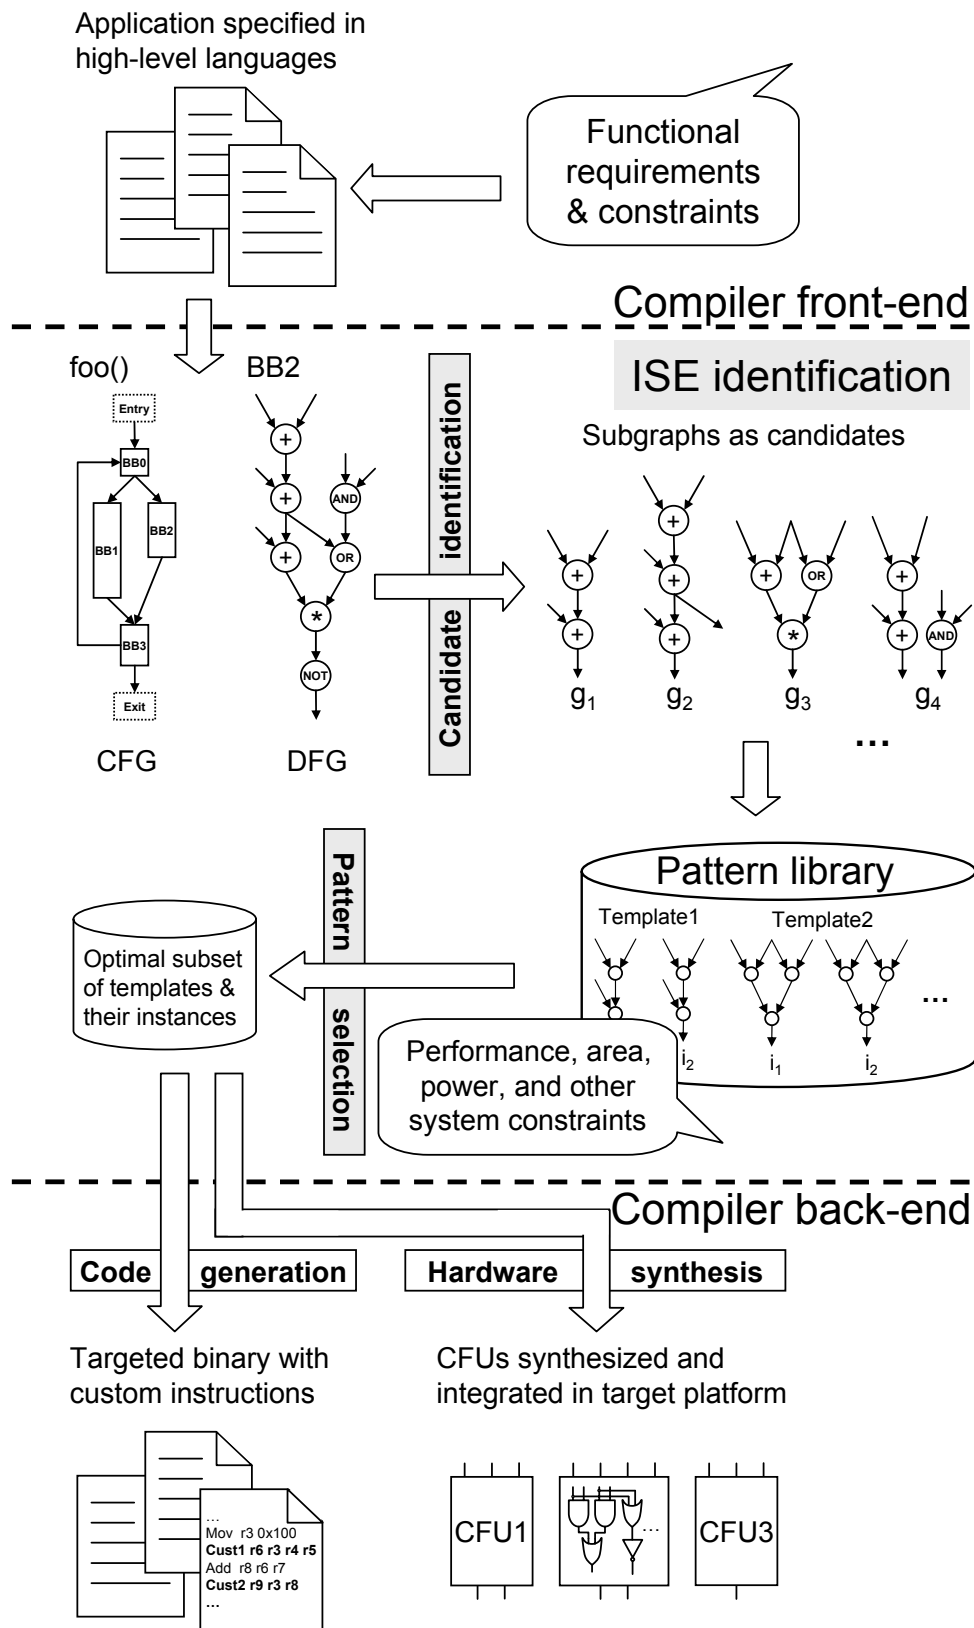 Application specified in
high-level languages
Functional
requirements
& constraints
Compiler front-end
foo()
BB2
ISE identification
Subgraphs as candidates
Entry
BB0
BB1
BB2
BB3
Exit
CFG
+
+
AND
+
OR
*
NOT
DFG
Candidate identification
+
+
g1
+
+
+
g2
+
OR
*
g3
+
+
AND
g4
...
Pattern library
Template1
Template2
...
i2
i1
i2
Pattern selection
Optimal subset
of templates &
their instances
Performance, area,
power, and other
system constraints
Compiler back-end
Code generation
Hardware synthesis
Targeted binary with
custom instructions
CFUs synthesized and
integrated in target platform
...
Mov r3 0x100
Cust1 r6 r3 r4 r5
Add r8 r6 r7
Cust2 r9 r3 r8
...
CFU1
...
CFU3